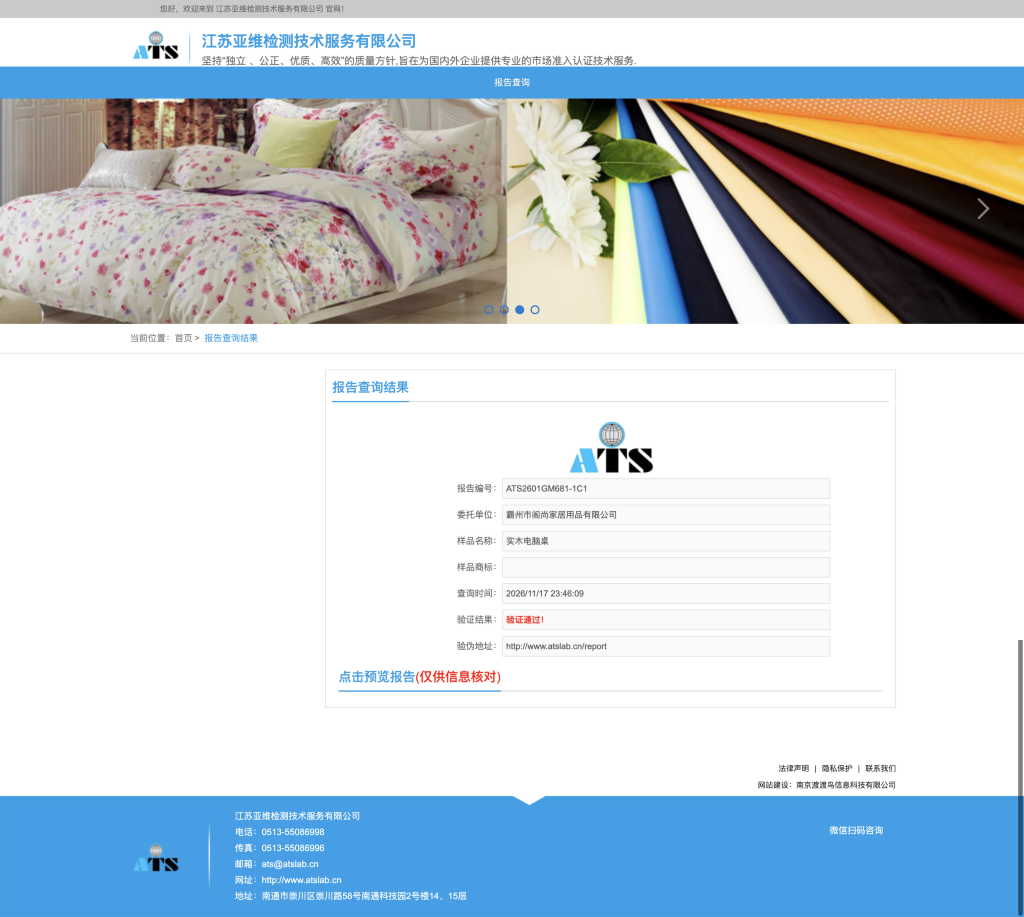 您好，欢迎来到 江苏亚维检测技术服务有限公司 官网！
ATS
江苏亚维检测技术服务有限公司
坚持“独立 、公正、优质、高效”的质量方针,旨在为国内外企业提供专业的市场准入认证技术服务.
报告查询
当前位置：首页 > 报告查询结果
报告查询结果
ATS
报告编号：ATS2601GM681-1C1
委托单位：霸州市阁尚家居用品有限公司
样品名称：实木电脑桌
样品商标：
查询时间：2026/11/17 23:46:09
验证结果：验证通过！
验伪地址：http://www.atslab.cn/report
点击预览报告(仅供信息核对)
法律声明 | 隐私保护 | 联系我们
网站建设：南京渡渡鸟信息科技有限公司
ATS
江苏亚维检测技术服务有限公司
电话：0513-55086998
传真：0513-55086996
邮箱：ats@atslab.cn
网址：http://www.atslab.cn
地址：南通市崇川区崇川路58号南通科技园2号楼14、15层
微信扫码咨询